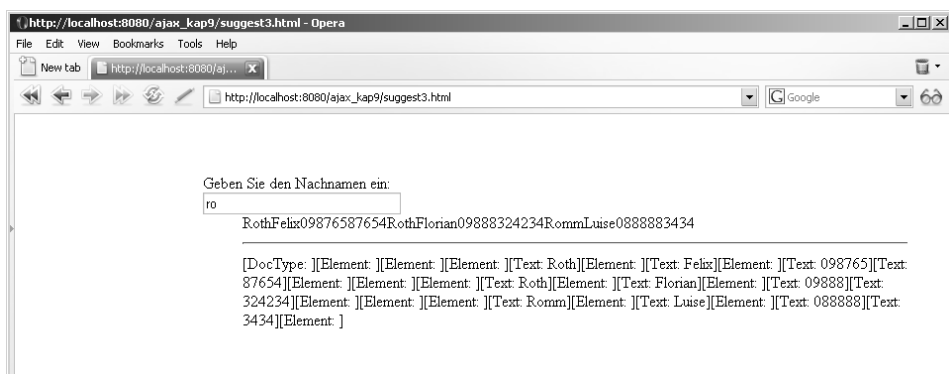 http://localhost:8080/ajax_kap9/suggest3.html - Opera
File Edit View Bookmarks Tools Help
New tab http://localhost:8080/aj...
http://localhost:8080/ajax_kap9/suggest3.html G Google
Geben Sie den Nachnamen ein:
ro
RothFelix09876587654RothFlorian09888324234RommLuise0888883434
[DocType: ][Element: ][Element: ][Element: ][Text: Roth][Element: ][Text: Felix][Element: ][Text: 098765][Text:
87654][Element: ][Element: ][Element: ][Text: Roth][Element: ][Text: Florian][Element: ][Text: 09888][Text:
324234][Element: ][Element: ][Element: ][Text: Romm][Element: ][Text: Luise][Element: ][Text: 088888][Text:
3434][Element: ]